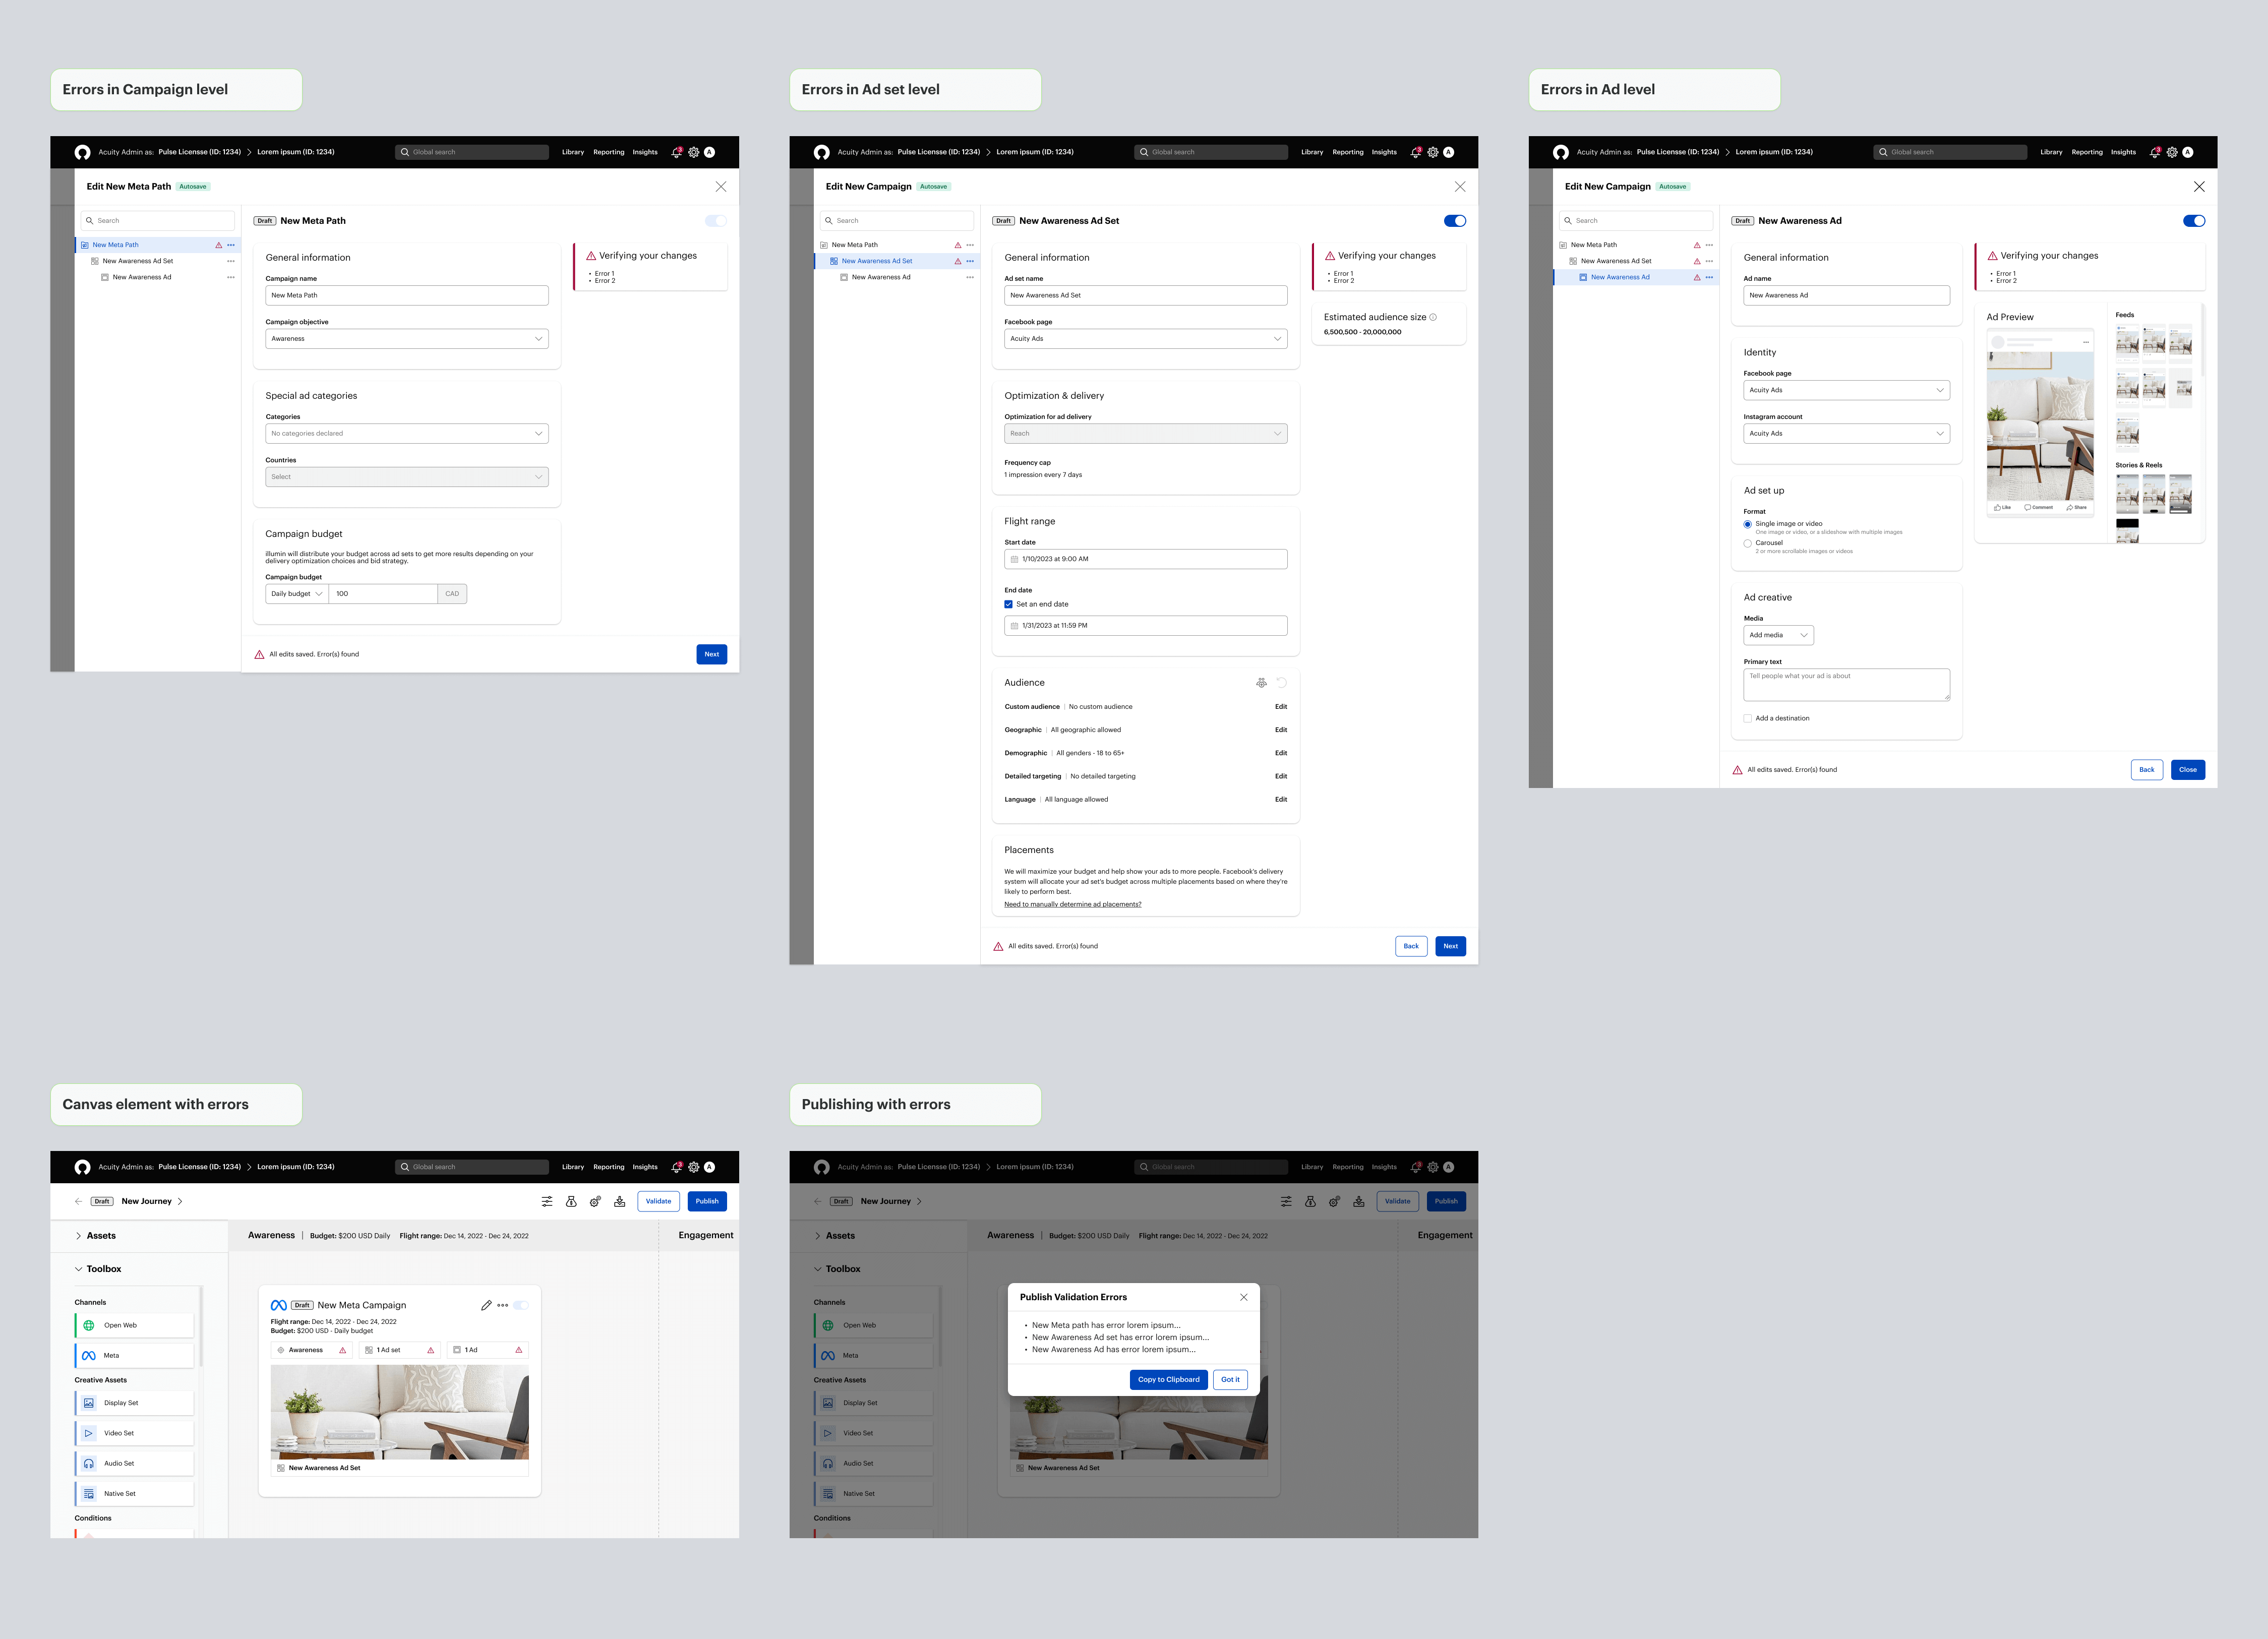 Errors in Campaign level
Acuity Admin as: Pulse Licensse (ID: 1234) Lorem ipsum (ID: 1234)
Global search
Library Reporting Insights 3 A
Edit New Meta Path Autosave
Search
New Meta Path
New Awareness Ad Set
New Awareness Ad
Draft New Meta Path
General information
Campaign name
New Meta Path
Campaign objective
Awareness
Special ad categories
Categories
No categories declared
Countries
Select
Campaign budget
illumin will distribute your budget across ad sets to get more results depending on your
delivery optimization choices and bid strategy.
Campaign budget
Daily budget 100 CAD
Verifying your changes
• Error 1
• Error 2
All edits saved. Error(s) found
Next
Errors in Ad set level
Acuity Admin as: Pulse Licensse (ID: 1234) Lorem ipsum (ID: 1234)
Global search
Library Reporting Insights 3 A
Edit New Campaign Autosave
Search
New Meta Path
New Awareness Ad Set
New Awareness Ad
Draft New Awareness Ad Set
General information
Ad set name
New Awareness Ad Set
Facebook page
Acuity Ads
Optimization & delivery
Optimization for ad delivery
Reach
Frequency cap
1 impression every 7 days
Flight range
Start date
1/10/2023 at 9:00 AM
End date
Set an end date
1/31/2023 at 11:59 PM
Audience
Custom audience | No custom audience Edit
Geographic | All geographic allowed Edit
Demographic | All genders - 18 to 65+ Edit
Detailed targeting | No detailed targeting Edit
Language | All language allowed Edit
Placements
We will maximize your budget and help show your ads to more people. Facebook's delivery
system will allocate your ad set's budget across multiple placements based on where they're
likely to perform best.
Need to manually determine ad placements?
Verifying your changes
• Error 1
• Error 2
Estimated audience size
6,500,500 - 20,000,000
All edits saved. Error(s) found
Back Next
Errors in Ad level
Acuity Admin as: Pulse Licensse (ID: 1234) Lorem ipsum (ID: 1234)
Global search
Library Reporting Insights 3 A
Edit New Campaign Autosave
Search
New Meta Path
New Awareness Ad Set
New Awareness Ad
Draft New Awareness Ad
General information
Ad name
New Awareness Ad
Identity
Facebook page
Acuity Ads
Instagram account
Acuity Ads
Ad set up
Format
Single image or video
One image or video, or a slideshow with multiple images
Carousel
2 or more scrollable images or videos
Ad creative
Media
Add media
Primary text
Tell people what your ad is about
Add a destination
Verifying your changes
• Error 1
• Error 2
Ad Preview
Like Comment Share
Feeds
Stories & Reels
All edits saved. Error(s) found
Back Close
Canvas element with errors
Acuity Admin as: Pulse Licensse (ID: 1234) Lorem ipsum (ID: 1234)
Global search
Library Reporting Insights 3 A
Draft New Journey
Validate Publish
Assets
Toolbox
Channels
Open Web
Meta
Creative Assets
Display Set
Video Set
Audio Set
Native Set
Conditions
Awareness | Budget: $200 USD Daily Flight range: Dec 14, 2022 - Dec 24, 2022
Engagement
Draft New Meta Campaign
Flight range: Dec 14, 2022 - Dec 24, 2022
Budget: $200 USD - Daily budget
Awareness 1 Ad set 1 Ad
New Awareness Ad Set
Publishing with errors
Acuity Admin as: Pulse Licensse (ID: 1234) Lorem ipsum (ID: 1234)
Global search
Library Reporting Insights 3 A
Draft New Journey
Validate Publish
Assets
Toolbox
Channels
Open Web
Meta
Creative Assets
Display Set
Video Set
Audio Set
Native Set
Conditions
Awareness | Budget: $200 USD Daily Flight range: Dec 14, 2022 - Dec 24, 2022
Engagement
Publish Validation Errors
• New Meta path has error lorem ipsum...
• New Awareness Ad set has error lorem ipsum...
• New Awareness Ad has error lorem ipsum...
Copy to Clipboard Got it
New Awareness Ad Set